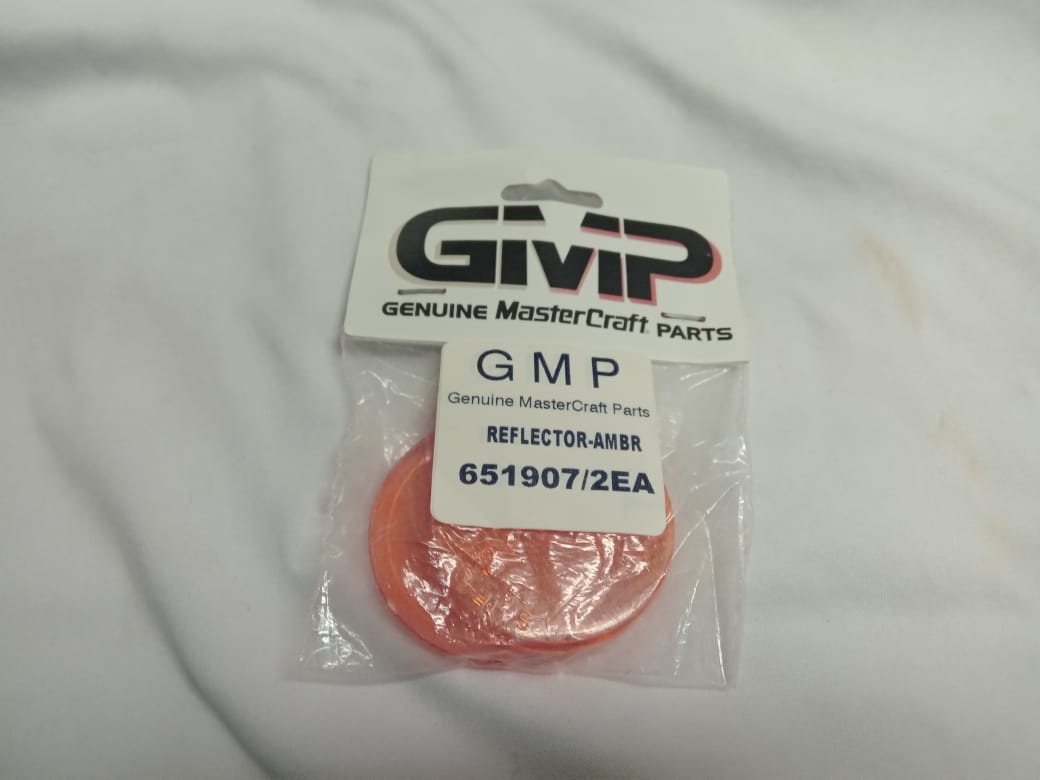 GMP
GENUINE MasterCraft PARTS
GMP
Genuine MasterCraft Parts
REFLECTOR-AMBR
651907/2EA